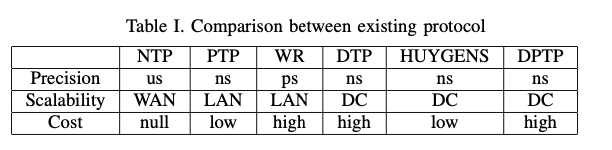 Table I. Comparison between existing protocol
NTP PTP WR DTP HUYGENS DPTP
Precision us ns ps ns ns ns
Scalability WAN LAN LAN DC DC DC
Cost null low high high low high